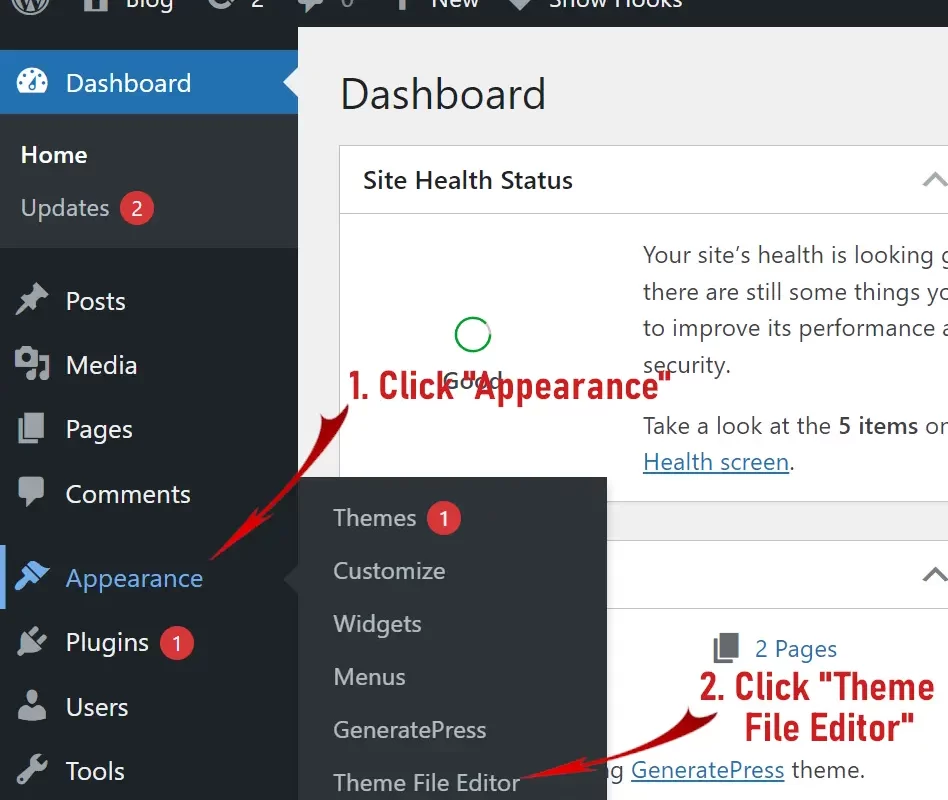 Blog 2 0 New Show Hooks
Dashboard
Home
Updates 2
Posts
Media
Pages
Comments
Appearance
Plugins 1
Users
Tools
Themes 1
Customize
Widgets
Menus
GeneratePress
Theme File Editor
Dashboard
Site Health Status
Good
Your site's health is looking
there are still some things
to improve its performance
security.
Take a look at the 5 items
Health screen.
1. Click "Appearance"
2 Pages
2. Click "Theme
File Editor"
GeneratePress theme.